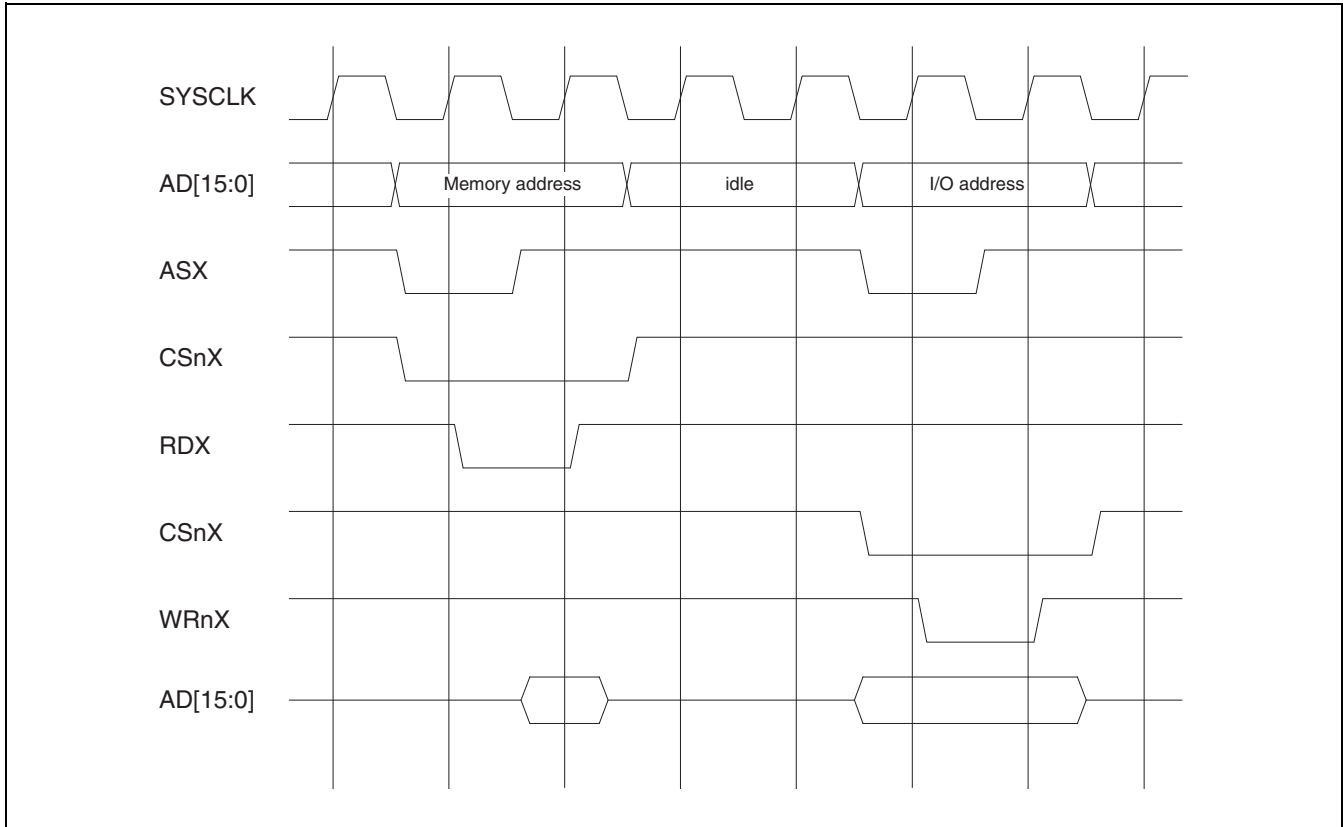 SYSCLK
AD[15:0]
Memory address
idle
I/O address
ASX
CSnX
RDX
CSnX
WRnX
AD[15:0]